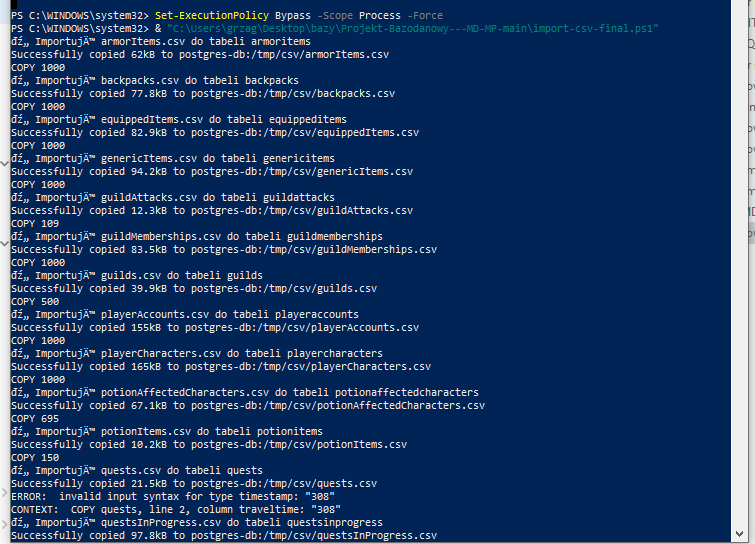 PS C:\WINDOWS\system32> Set-ExecutionPolicy Bypass -Scope Process -Force
PS C:\WINDOWS\system32> & "C:\Users\grzag\Desktop\bazy\Projekt-Bazodanowy---MD-MP-main\import-csv-final.ps1"
đź„ ImportujÄ™ armorItems.csv do tabeli armoritems
Successfully copied 62kB to postgres-db:/tmp/csv/armorItems.csv
COPY 1000
đź„ ImportujÄ™ backpacks.csv do tabeli backpacks
Successfully copied 77.8kB to postgres-db:/tmp/csv/backpacks.csv
COPY 1000
đź„ ImportujÄ™ equippedItems.csv do tabeli equippeditems
Successfully copied 82.9kB to postgres-db:/tmp/csv/equippedItems.csv
COPY 1000
đź„ ImportujÄ™ genericItems.csv do tabeli genericitems
Successfully copied 94.2kB to postgres-db:/tmp/csv/genericItems.csv
COPY 1000
đź„ ImportujÄ™ guildAttacks.csv do tabeli guildattacks
Successfully copied 12.3kB to postgres-db:/tmp/csv/guildAttacks.csv
COPY 109
đź„ ImportujÄ™ guildMemberships.csv do tabeli guildmemberships
Successfully copied 83.5kB to postgres-db:/tmp/csv/guildMemberships.csv
COPY 1000
đź„ ImportujÄ™ guilds.csv do tabeli guilds
Successfully copied 39.9kB to postgres-db:/tmp/csv/guilds.csv
COPY 500
đź„ ImportujÄ™ playerAccounts.csv do tabeli playeraccounts
Successfully copied 155kB to postgres-db:/tmp/csv/playerAccounts.csv
COPY 1000
đź„ ImportujÄ™ playerCharacters.csv do tabeli playercharacters
Successfully copied 165kB to postgres-db:/tmp/csv/playerCharacters.csv
COPY 1000
đź„ ImportujÄ™ potionAffectedCharacters.csv do tabeli potionaffectedcharacters
Successfully copied 67.1kB to postgres-db:/tmp/csv/potionAffectedCharacters.csv
COPY 695
đź„ ImportujÄ™ potionItems.csv do tabeli potionitems
Successfully copied 10.2kB to postgres-db:/tmp/csv/potionItems.csv
COPY 150
đź„ ImportujÄ™ quests.csv do tabeli quests
Successfully copied 21.5kB to postgres-db:/tmp/csv/quests.csv
ERROR:  invalid input syntax for type timestamp: "308"
CONTEXT:  COPY quests, line 2, column traveltime: "308"
đź„ ImportujÄ™ questsInProgress.csv do tabeli questsinprogress
Successfully copied 97.8kB to postgres-db:/tmp/csv/questsInProgress.csv